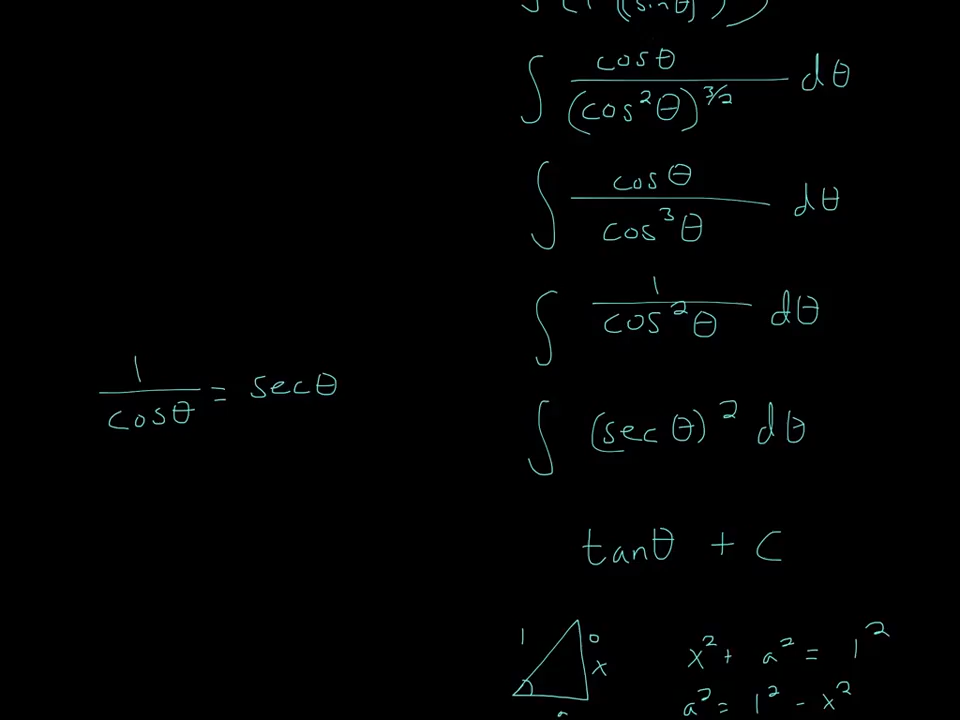 ∫ cosθ / (cos²θ)^(3/2) dθ
∫ cosθ / cos³θ dθ
∫ 1 / cos²θ dθ
1 / cosθ = secθ
∫ (sec θ)² dθ
tanθ + C
1 o
x
x² + a² = 1²
a² = 1² - x²